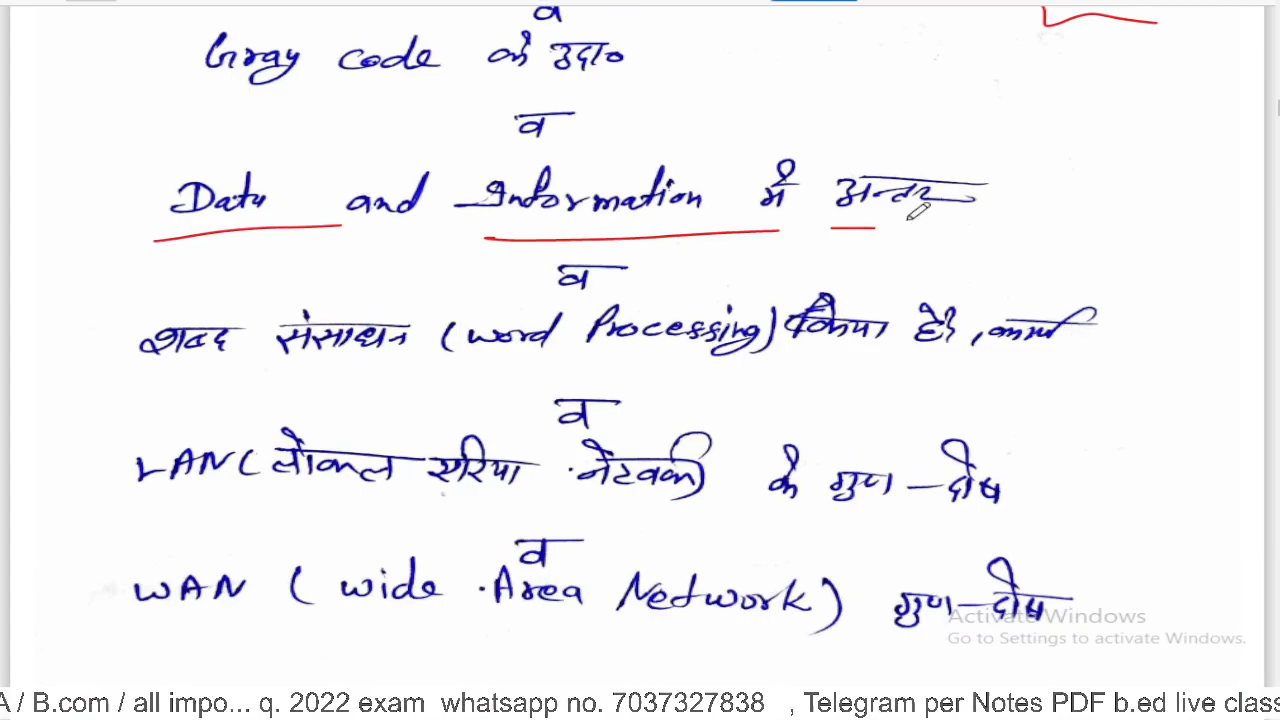 व
Gray code के उदा०
व
Data and Information में अन्तर
व
शब्द संसाधन (Word Processing) किया है, कार्य
व
LAN (लोकल एरिया नेटवर्क) के गुण – दोष
व
WAN ( Wide Area Network) गुण – दोष
Activate Windows
Go to Settings to activate Windows.
A / B.com / all impo... q. 2022 exam whatsapp no. 7037327838 , Telegram per Notes PDF b.ed live class